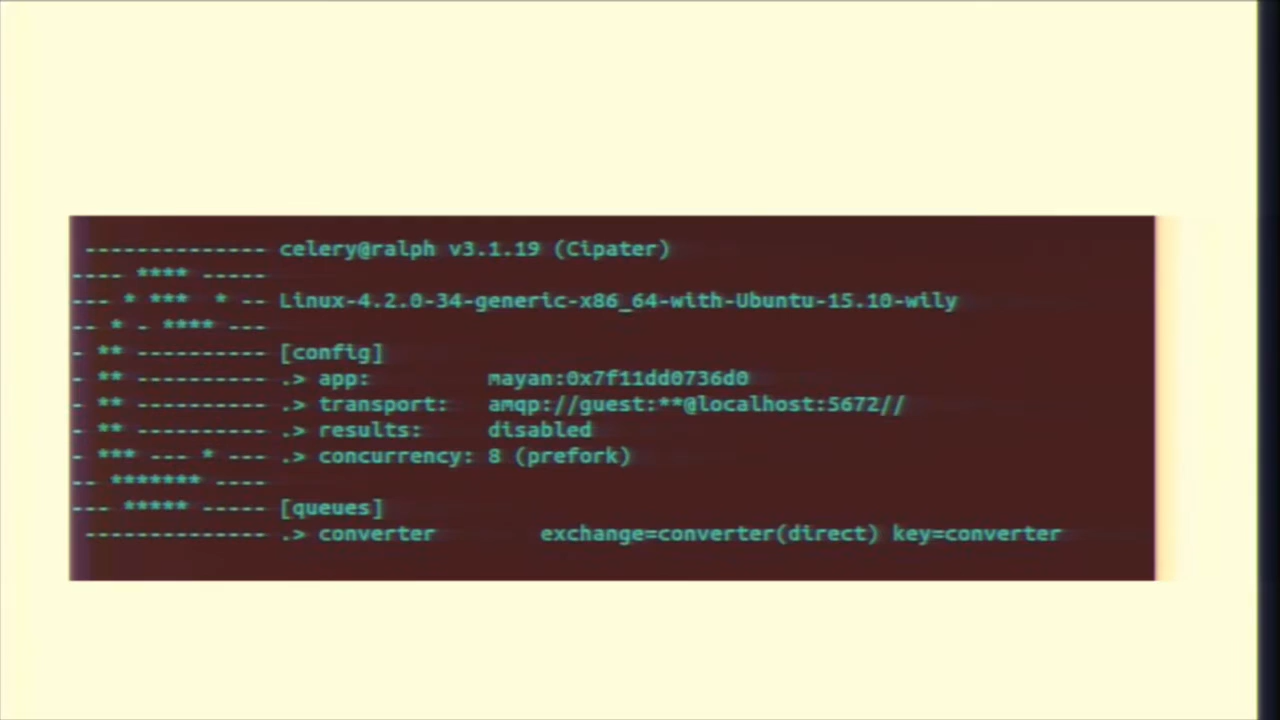 -------------- celery@ralph v3.1.19 (Cipater)
---- **** -----
--- * ***  * -- Linux-4.2.0-34-generic-x86_64-with-Ubuntu-15.10-wily
-- * - **** ---
- ** ---------- [config]
- ** ---------- .> app:         mayan:0x7f11dd0736d0
- ** ---------- .> transport:   amqp://guest:**@localhost:5672//
- ** ---------- .> results:     disabled
- *** --- * --- .> concurrency: 8 (prefork)
-- ******* ----
--- ***** ----- [queues]
-------------- .> converter        exchange=converter(direct) key=converter